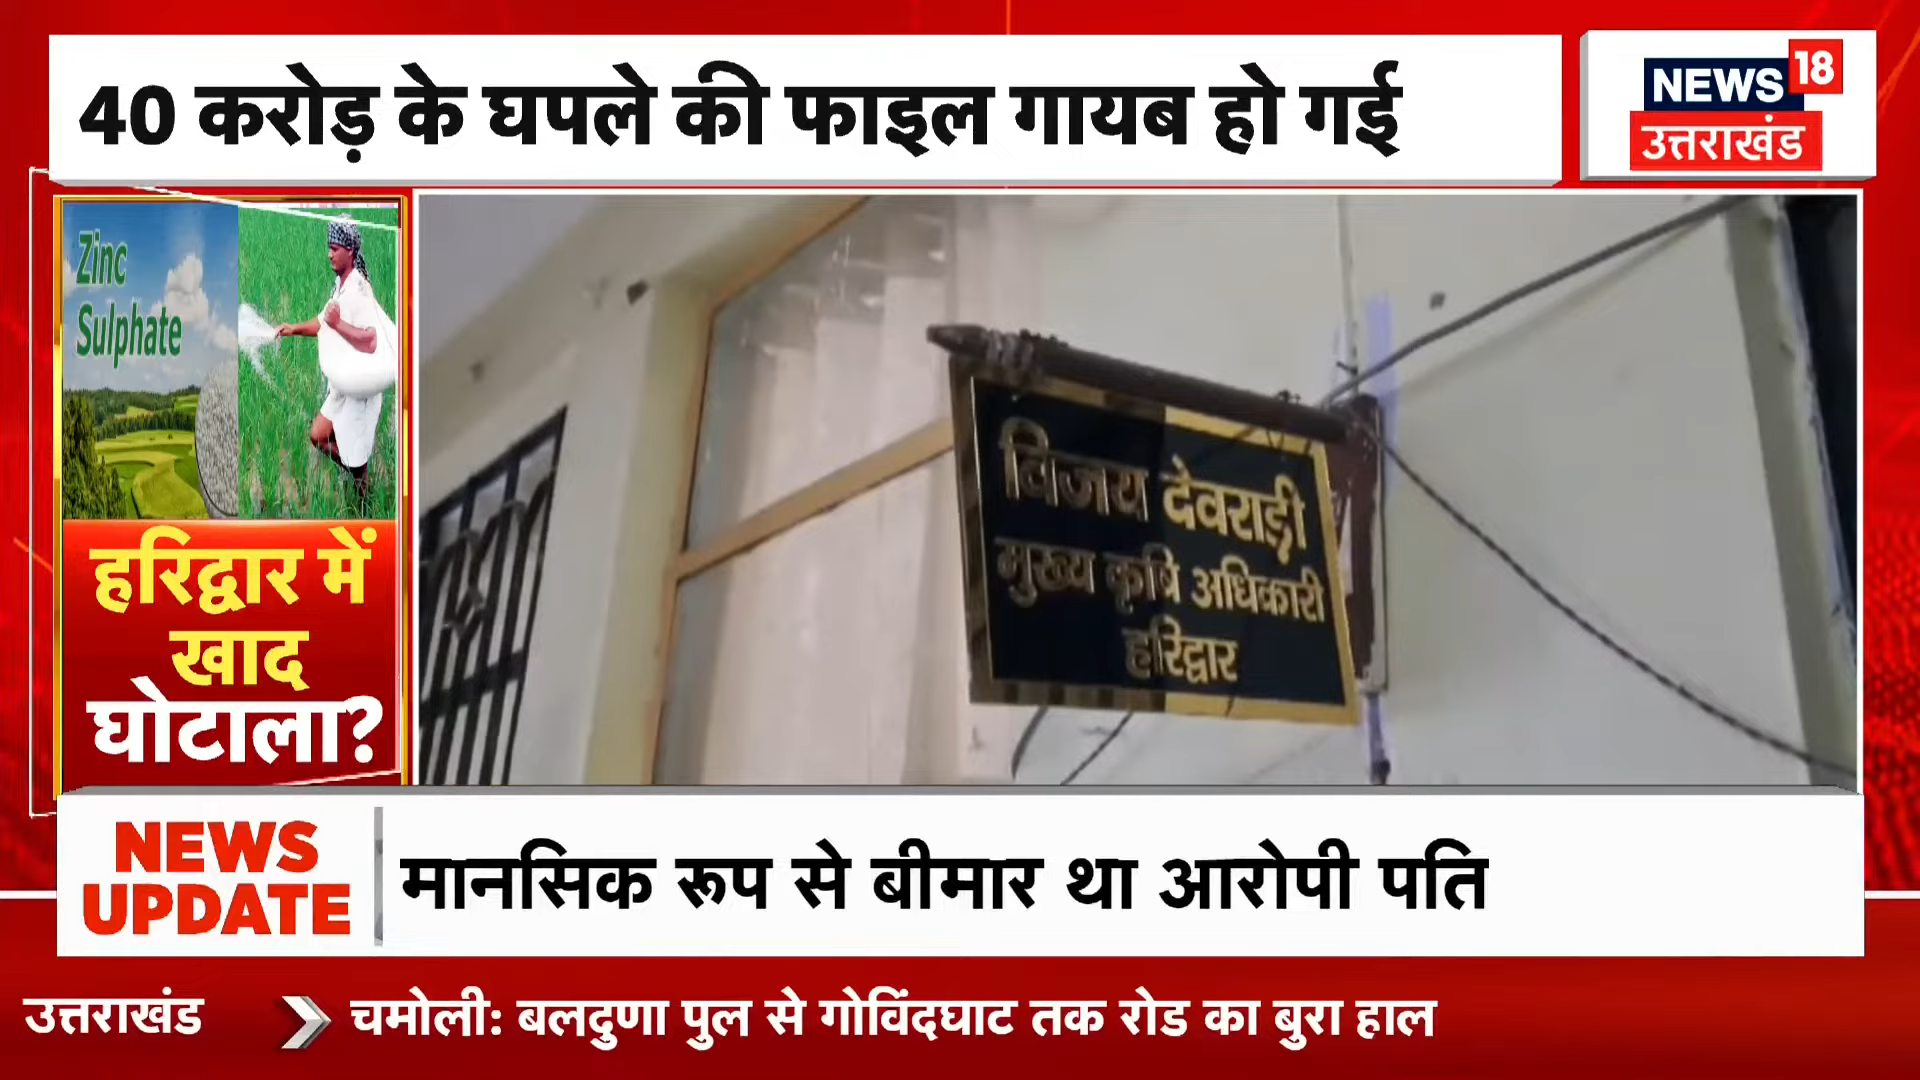 40 करोड़ के घपले की फाइल गायब हो गई
NEWS 18
उत्तराखंड
Zinc
Sulphate
हरिद्वार में
खाद
घोटाला?
विजय देवराड़ी
मुख्य कृषि अधिकारी
हरिद्वार
NEWS
UPDATE
मानसिक रूप से बीमार था आरोपी पति
उत्तराखंड
चमोली: बलदुणा पुल से गोविंदघाट तक रोड का बुरा हाल